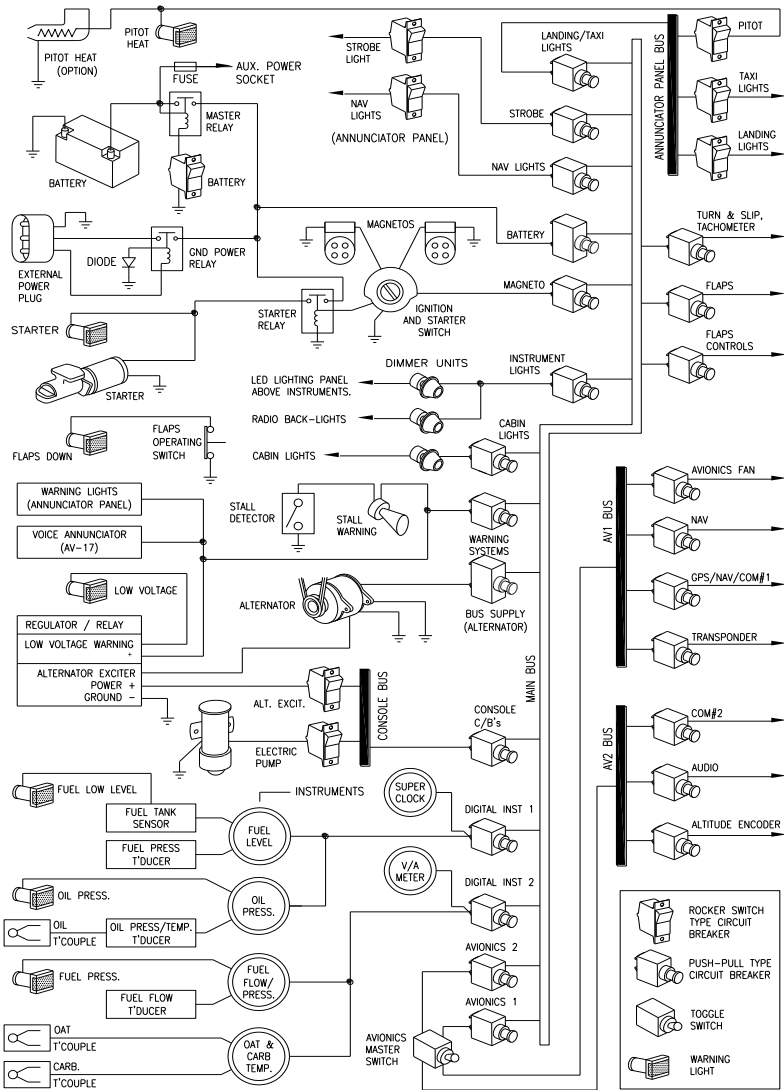 PITOT HEAT
(OPTION)
PITOT
HEAT
FUSE
AUX. POWER
SOCKET
MASTER
RELAY
BATTERY
BATTERY
STROBE
LIGHT
NAV
LIGHTS
(ANNUNCIATOR PANEL)
LANDING/TAXI
LIGHTS
STROBE
NAV LIGHTS
BATTERY
MAGNETO
ANNUNCIATOR PANEL BUS
PITOT
TAXI
LIGHTS
LANDING
LIGHTS
TURN & SLIP,
TACHOMETER
FLAPS
FLAPS
CONTROLS
EXTERNAL
POWER
PLUG
DIODE
GND POWER
RELAY
MAGNETOS
STARTER
RELAY
IGNITION
AND STARTER
SWITCH
STARTER
STARTER
DIMMER UNITS
INSTRUMENT
LIGHTS
LED LIGHTING PANEL
ABOVE INSTRUMENTS.
RADIO BACK-LIGHTS
CABIN LIGHTS
CABIN
LIGHTS
FLAPS DOWN
FLAPS
OPERATING
SWITCH
WARNING LIGHTS
(ANNUNCIATOR PANEL)
VOICE ANNUNCIATOR
(AV-17)
STALL
DETECTOR
STALL
WARNING
WARNING
SYSTEMS
LOW VOLTAGE
ALTERNATOR
BUS SUPPLY
(ALTERNATOR)
REGULATOR / RELAY
LOW VOLTAGE WARNING
+
ALTERNATOR EXCITER
POWER +
GROUND -
ALT. EXCIT.
ELECTRIC
PUMP
CONSOLE BUS
CONSOLE
C/B's
MAIN BUS
AV1 BUS
AVIONICS FAN
NAV
GPS/NAV/COM#1
TRANSPONDER
AV2 BUS
COM#2
AUDIO
ALTITUDE ENCODER
FUEL LOW LEVEL
FUEL TANK
SENSOR
FUEL PRESS
T'DUCER
INSTRUMENTS
FUEL
LEVEL
SUPER
CLOCK
DIGITAL INST 1
V/A
METER
DIGITAL INST 2
OIL PRESS.
OIL
T'COUPLE
OIL PRESS/TEMP.
T'DUCER
OIL
PRESS.
FUEL PRESS.
FUEL FLOW
T'DUCER
FUEL
FLOW/
PRESS.
OAT
T'COUPLE
CARB.
T'COUPLE
OAT &
CARB
TEMP.
AVIONICS 2
AVIONICS 1
AVIONICS
MASTER
SWITCH
ROCKER SWITCH
TYPE CIRCUIT
BREAKER
PUSH-PULL TYPE
CIRCUIT BREAKER
TOGGLE
SWITCH
WARNING
LIGHT